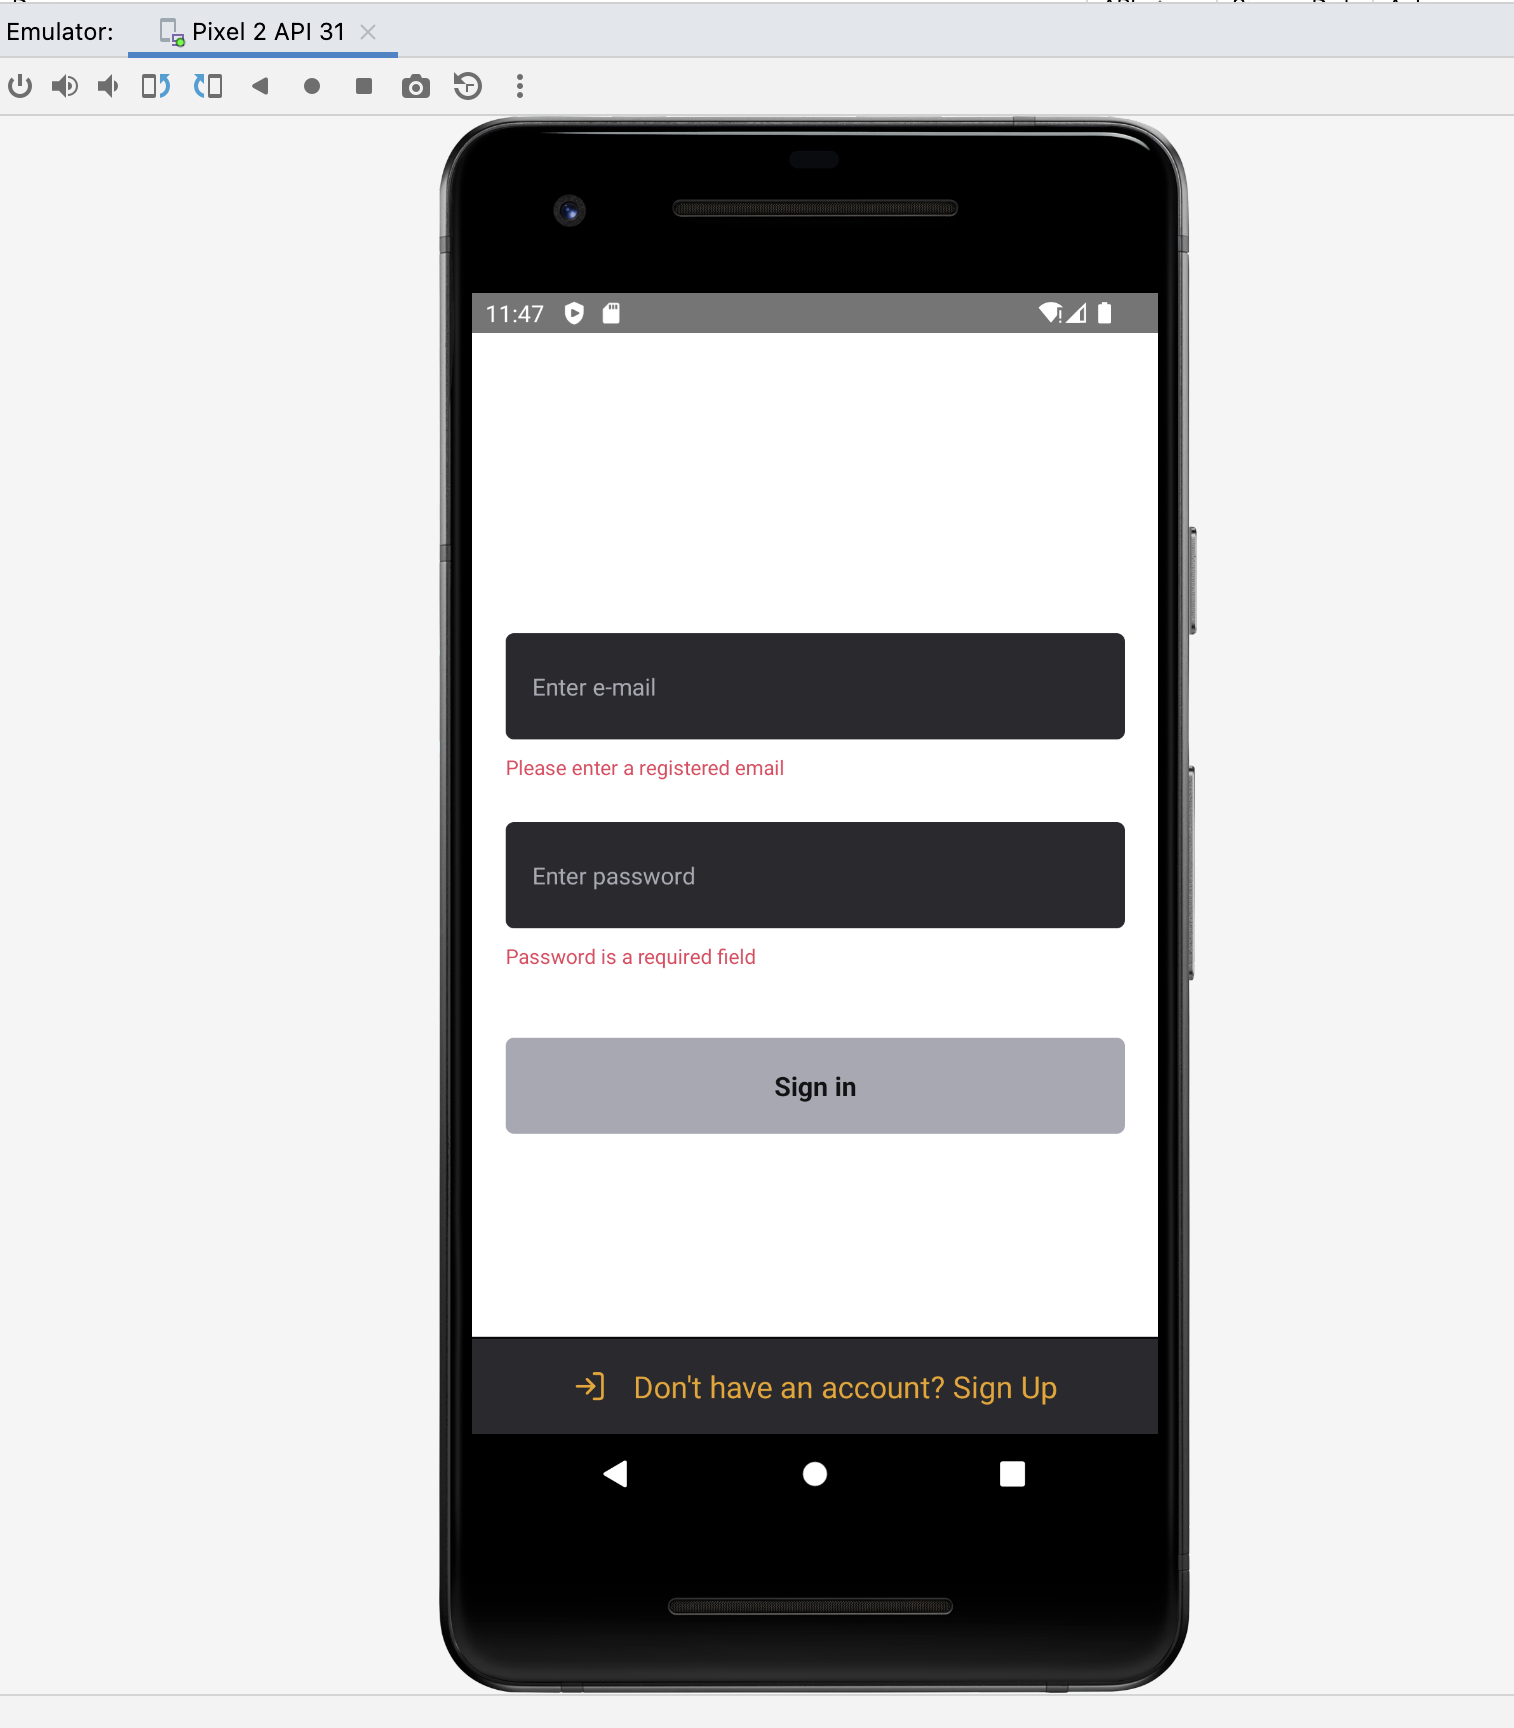 Emulator: Pixel 2 API 31
11:47
Enter e-mail
Please enter a registered email
Enter password
Password is a required field
Sign in
Don't have an account? Sign Up